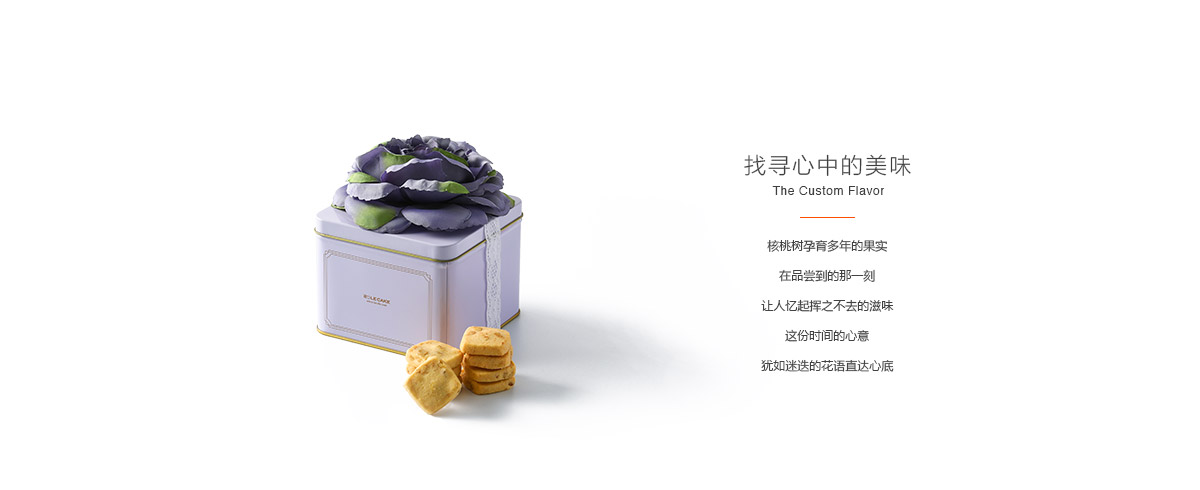 找寻心中的美味
The Custom Flavor
核桃树孕育多年的果实
在品尝到的那一刻
让人忆起挥之不去的滋味
这份时间的心意
犹如迷迭的花语直达心底